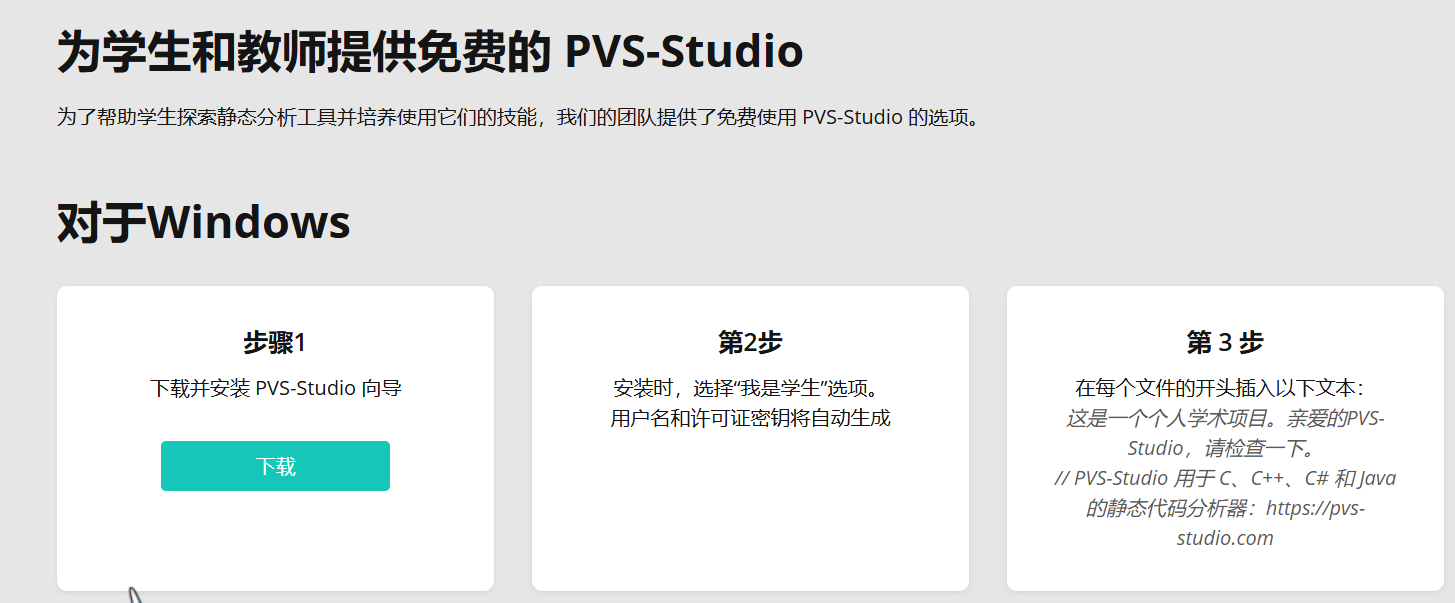 为学生和教师提供免费的 PVS-Studio
为了帮助学生探索静态分析工具并培养使用它们的技能，我们的团队提供了免费使用 PVS-Studio 的选项。
对于Windows
步骤1
下载并安装 PVS-Studio 向导
下载
第2步
安装时，选择“我是学生”选项。
用户名和许可证密钥将自动生成
第 3 步
在每个文件的开头插入以下文本：
这是一个个人学术项目。亲爱的PVS-
Studio，请检查一下。
// PVS-Studio 用于 C、C++、C# 和 Java
的静态代码分析器：https://pvs-
studio.com